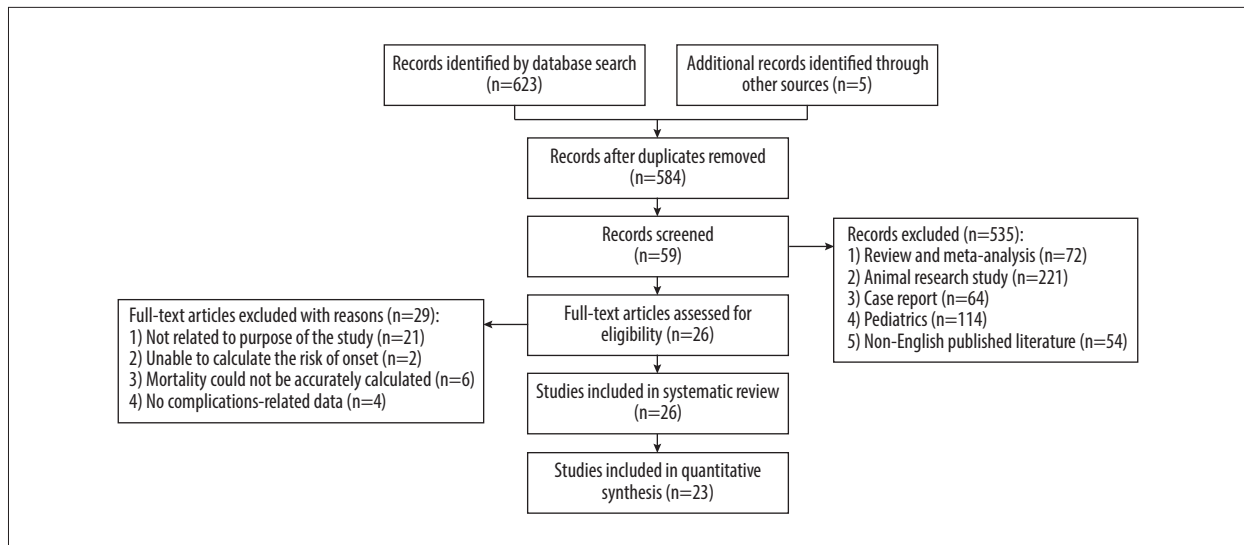 Records identified by database search
(n=623)
Additional records identified through
other sources (n=5)
Records after duplicates removed
(n=584)
Records screened
(n=59)
Records excluded (n=535):
1) Review and meta-analysis (n=72)
2) Animal research study (n=221)
3) Case report (n=64)
4) Pediatrics (n=114)
5) Non-English published literature (n=54)
Full-text articles assessed for
eligibility (n=26)
Full-text articles excluded with reasons (n=29):
1) Not related to purpose of the study (n=21)
2) Unable to calculate the risk of onset (n=2)
3) Mortality could not be accurately calculated (n=6)
4) No complications-related data (n=4)
Studies included in systematic review
(n=26)
Studies included in quantitative
synthesis (n=23)